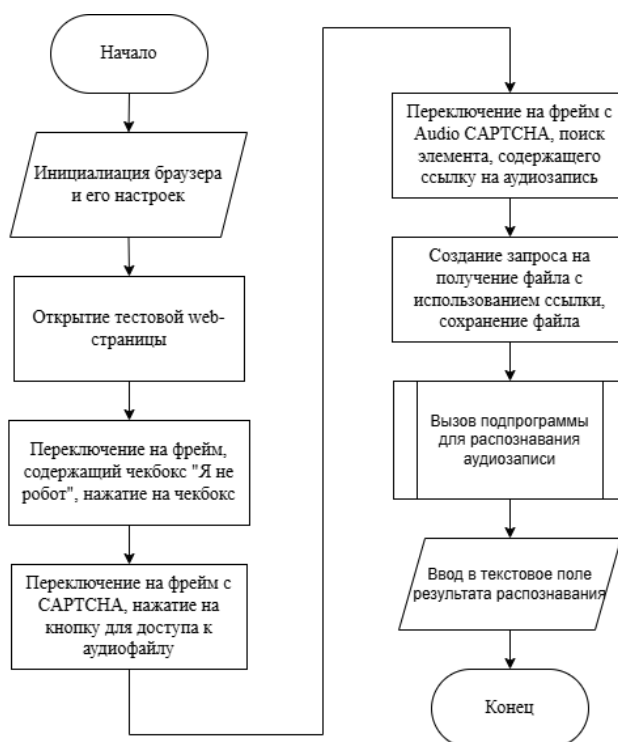 Начало
Инициалиация браузера
и его настроек
Открытие тестовой web-
страницы
Переключение на фрейм,
содержащий чекбокс "Я не
робот", нажатие на чекбокс
Переключение на фрейм с
CAPTCHA, нажатие на
кнопку для доступа к
аудиофайлу
Переключение на фрейм с
Audio CAPTCHA, поиск
элемента, содержащего
ссылку на аудиозапись
Создание запроса на
получение файла с
использованием ссылки,
сохранение файла
Вызов подпрограммы
для распознавания
аудиозаписи
Ввод в текстовое поле
результата распознавания
Конец